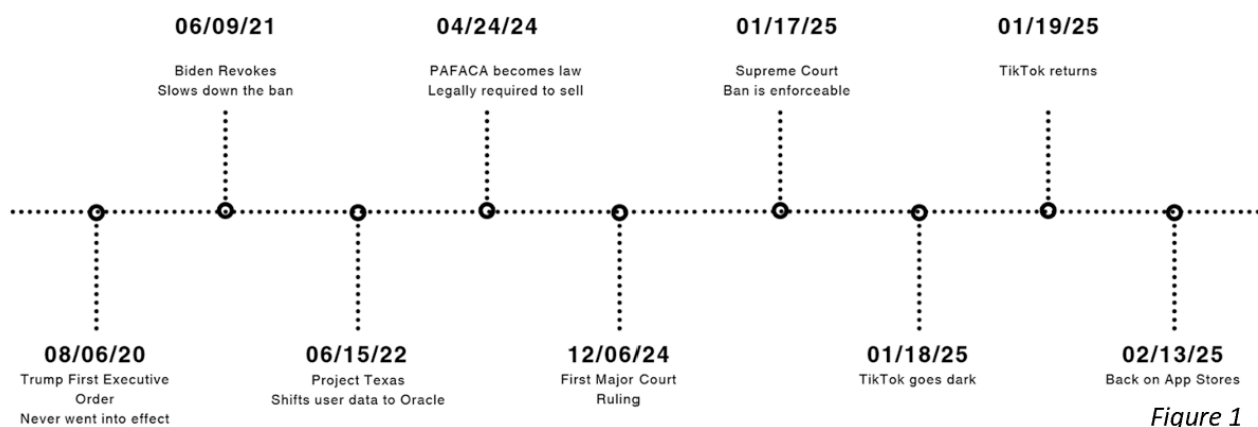 06/09/21
Biden Revokes
Slows down the ban
04/24/24
PAFACA becomes law
Legally required to sell
01/17/25
Supreme Court
Ban is enforceable
01/19/25
TikTok returns
08/06/20
Trump First Executive
Order
Never went into effect
06/15/22
Project Texas
Shifts user data to Oracle
12/06/24
First Major Court
Ruling
01/18/25
TikTok goes dark
02/13/25
Back on App Stores
Figure 1